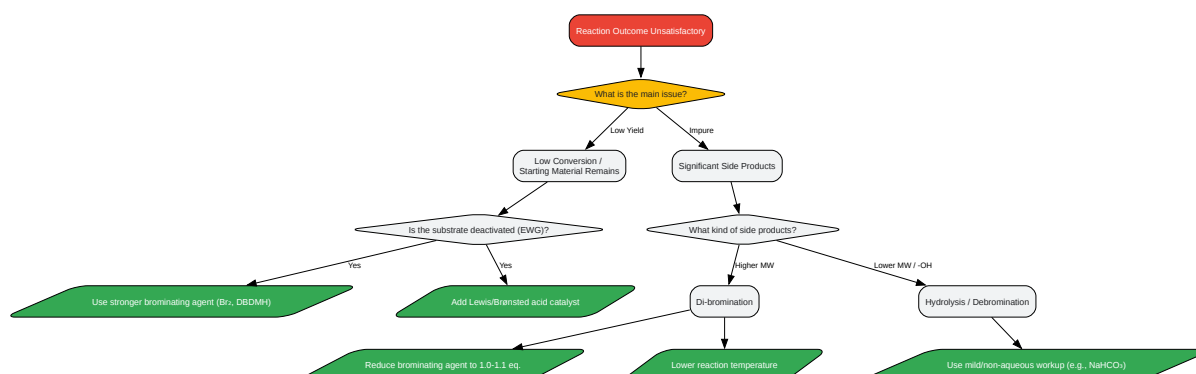 Reaction Outcome Unsatisfactory
What is the main issue?
Low Yield
Impure
Low Conversion /
Starting Material Remains
Significant Side Products
Is the substrate deactivated (EWG)?
What kind of side products?
Yes
Yes
Higher MW
Lower MW / -OH
Use stronger brominating agent (Br₂, DBDMH)
Add Lewis/Brønsted acid catalyst
Di-bromination
Hydrolysis / Debromination
Reduce brominating agent to 1.0-1.1 eq.
Lower reaction temperature
Use mild/non-aqueous workup (e.g., NaHCO₃)